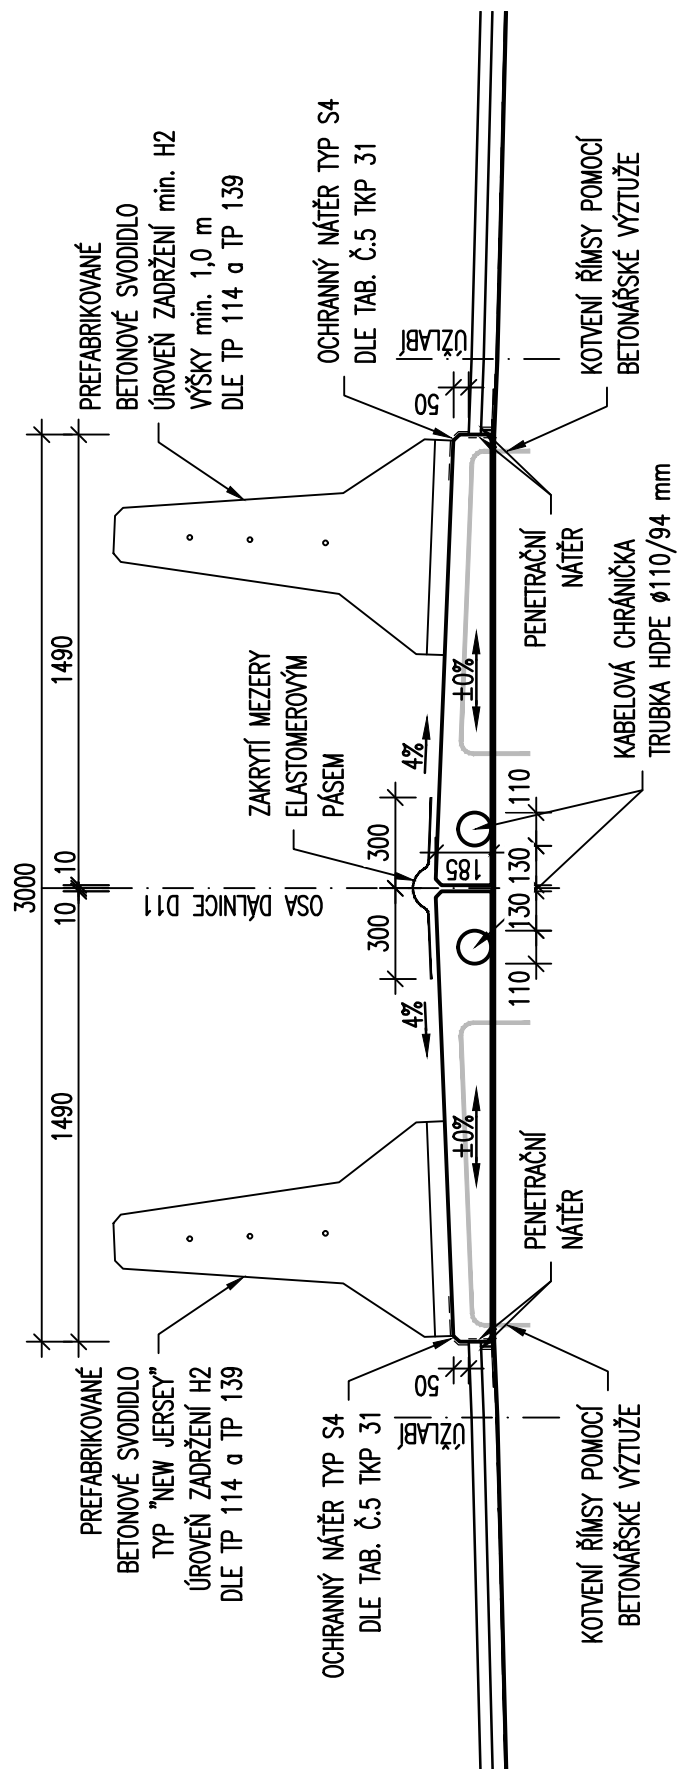 3000
1490
10
10
1490
PREFABRIKOVANÉ
BETONOVÉ SVODIDLO
TYP "NEW JERSEY"
ÚROVEŇ ZADRŽENÍ H2
DLE TP 114 a TP 139
PREFABRIKOVANÉ
BETONOVÉ SVODIDLO
ÚROVEŇ ZADRŽENÍ min. H2
VÝŠKY min. 1,0 m
DLE TP 114 a TP 139
OSA DÁLNICE D11
ZAKRYTÍ MEZERY
ELASTOMEROVÝM
PÁSEM
OCHRANNÝ NÁTĚR TYP S4
DLE TAB. Č.5 TKP 31
OCHRANNÝ NÁTĚR TYP S4
DLE TAB. Č.5 TKP 31
300
300
4%
4%
50
50
ÚŽLABÍ
ÚŽLABÍ
185
±0%
±0%
110
130
130
110
PENETRAČNÍ
NÁTĚR
PENETRAČNÍ
NÁTĚR
KOTVENÍ ŘÍMSY POMOCÍ
BETONÁŘSKÉ VÝZTUŽE
KABELOVÁ CHRÁNIČKA
TRUBKA HDPE ø110/94 mm
KOTVENÍ ŘÍMSY POMOCÍ
BETONÁŘSKÉ VÝZTUŽE